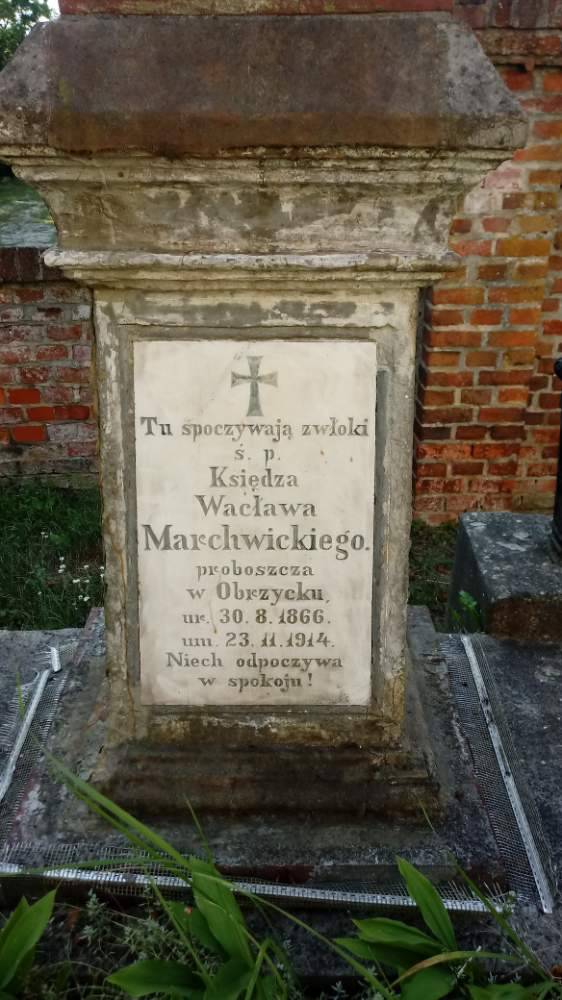 Tu spoczywają zwłoki
ś. p.
Księdza
Wacława
Marchwickiego.
proboszcza
w Obrzycku,
ur. 30. 8. 1866.
um. 23. 11. 1914.
Niech odpoczywa
w spokoju!